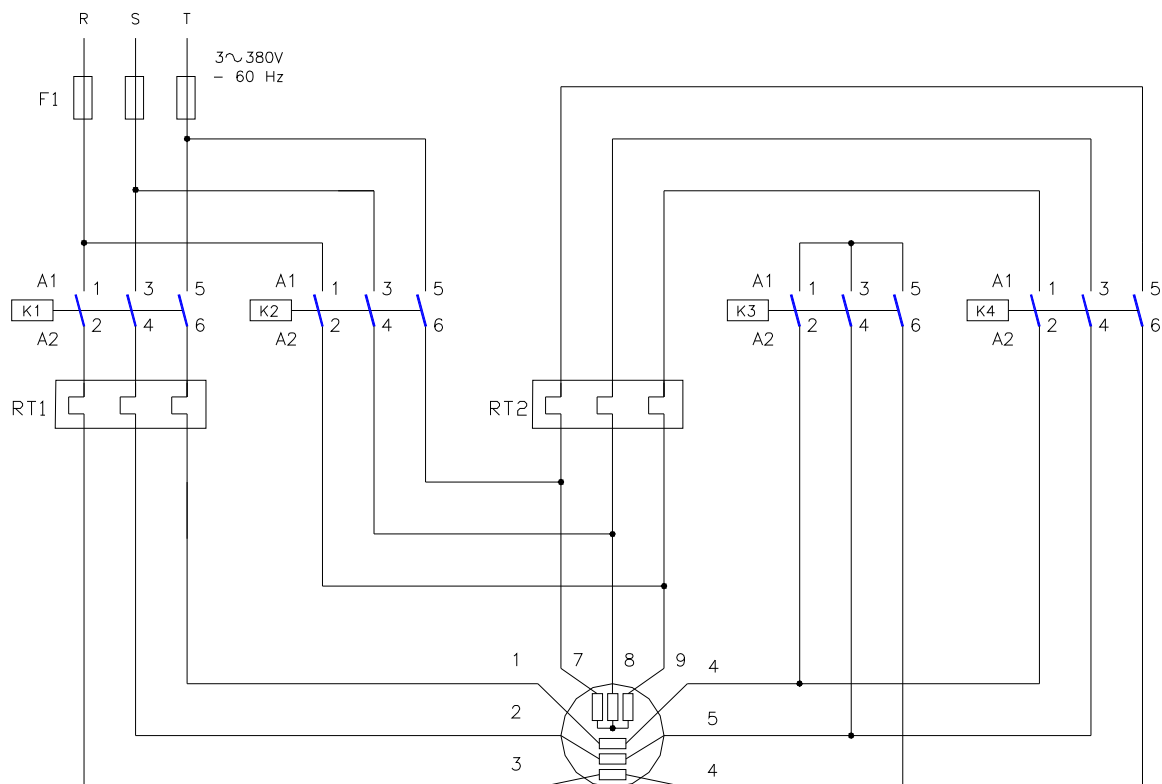 R S T
3～380V
- 60 Hz
F1
A1 1 3 5 A1 1 3 5 A1 1 3 5 A1 1 3 5
K1 K2 K3 K4
2 4 6 2 4 6 2 4 6 2 4 6
A2 A2 A2 A2
RT1 RT2
1 7 8 9 4
2 5
3 4